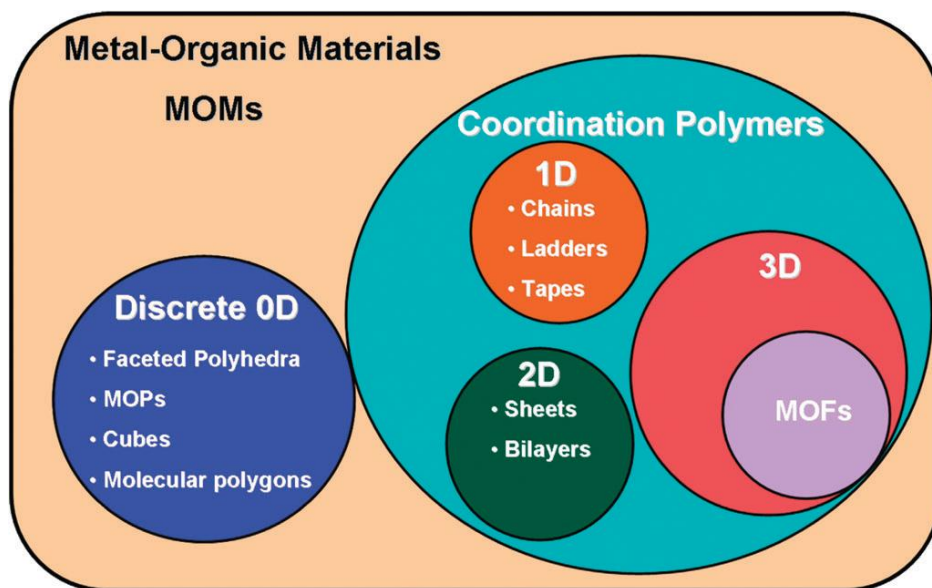 Metal-Organic Materials
MOMs
Coordination Polymers
1D
• Chains
• Ladders
• Tapes
3D
Discrete 0D
• Faceted Polyhedra
• MOPs
• Cubes
• Molecular polygons
2D
• Sheets
• Bilayers
MOFs